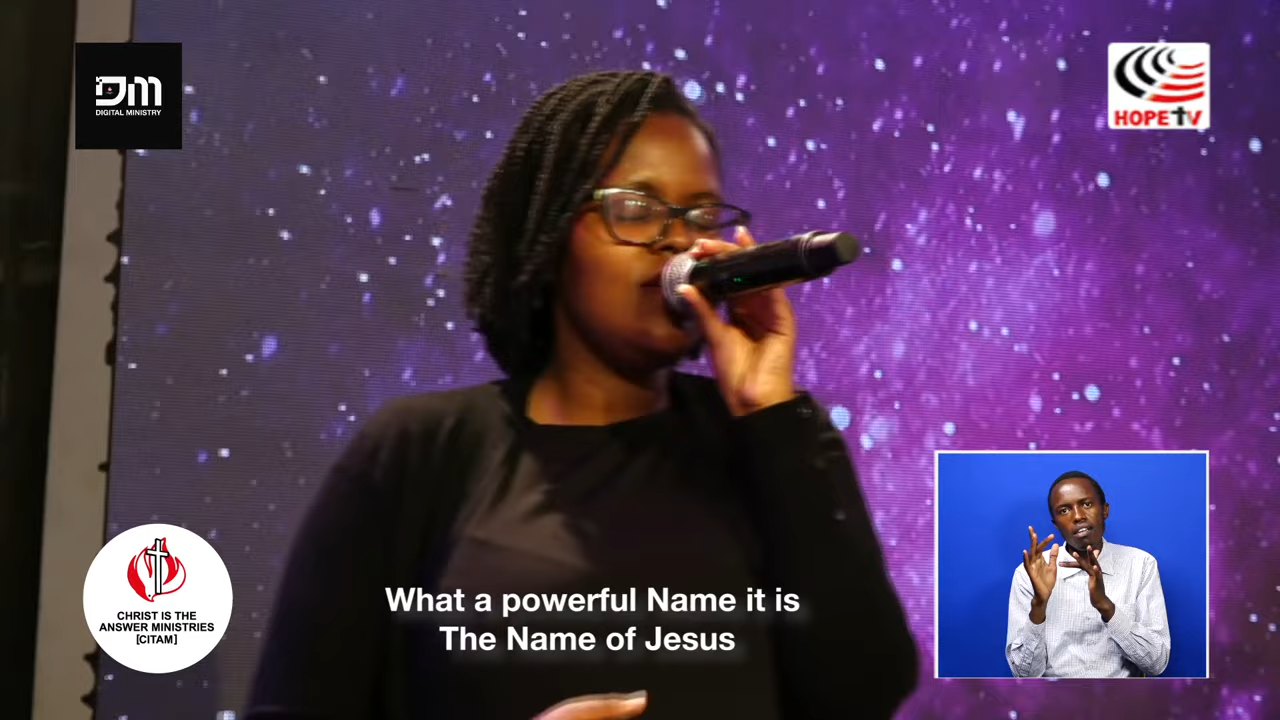 DM
DIGITAL MINISTRY
HOPE tV
CHRIST IS THE
ANSWER MINISTRIES
[CITAM]
What a powerful Name it is
The Name of Jesus